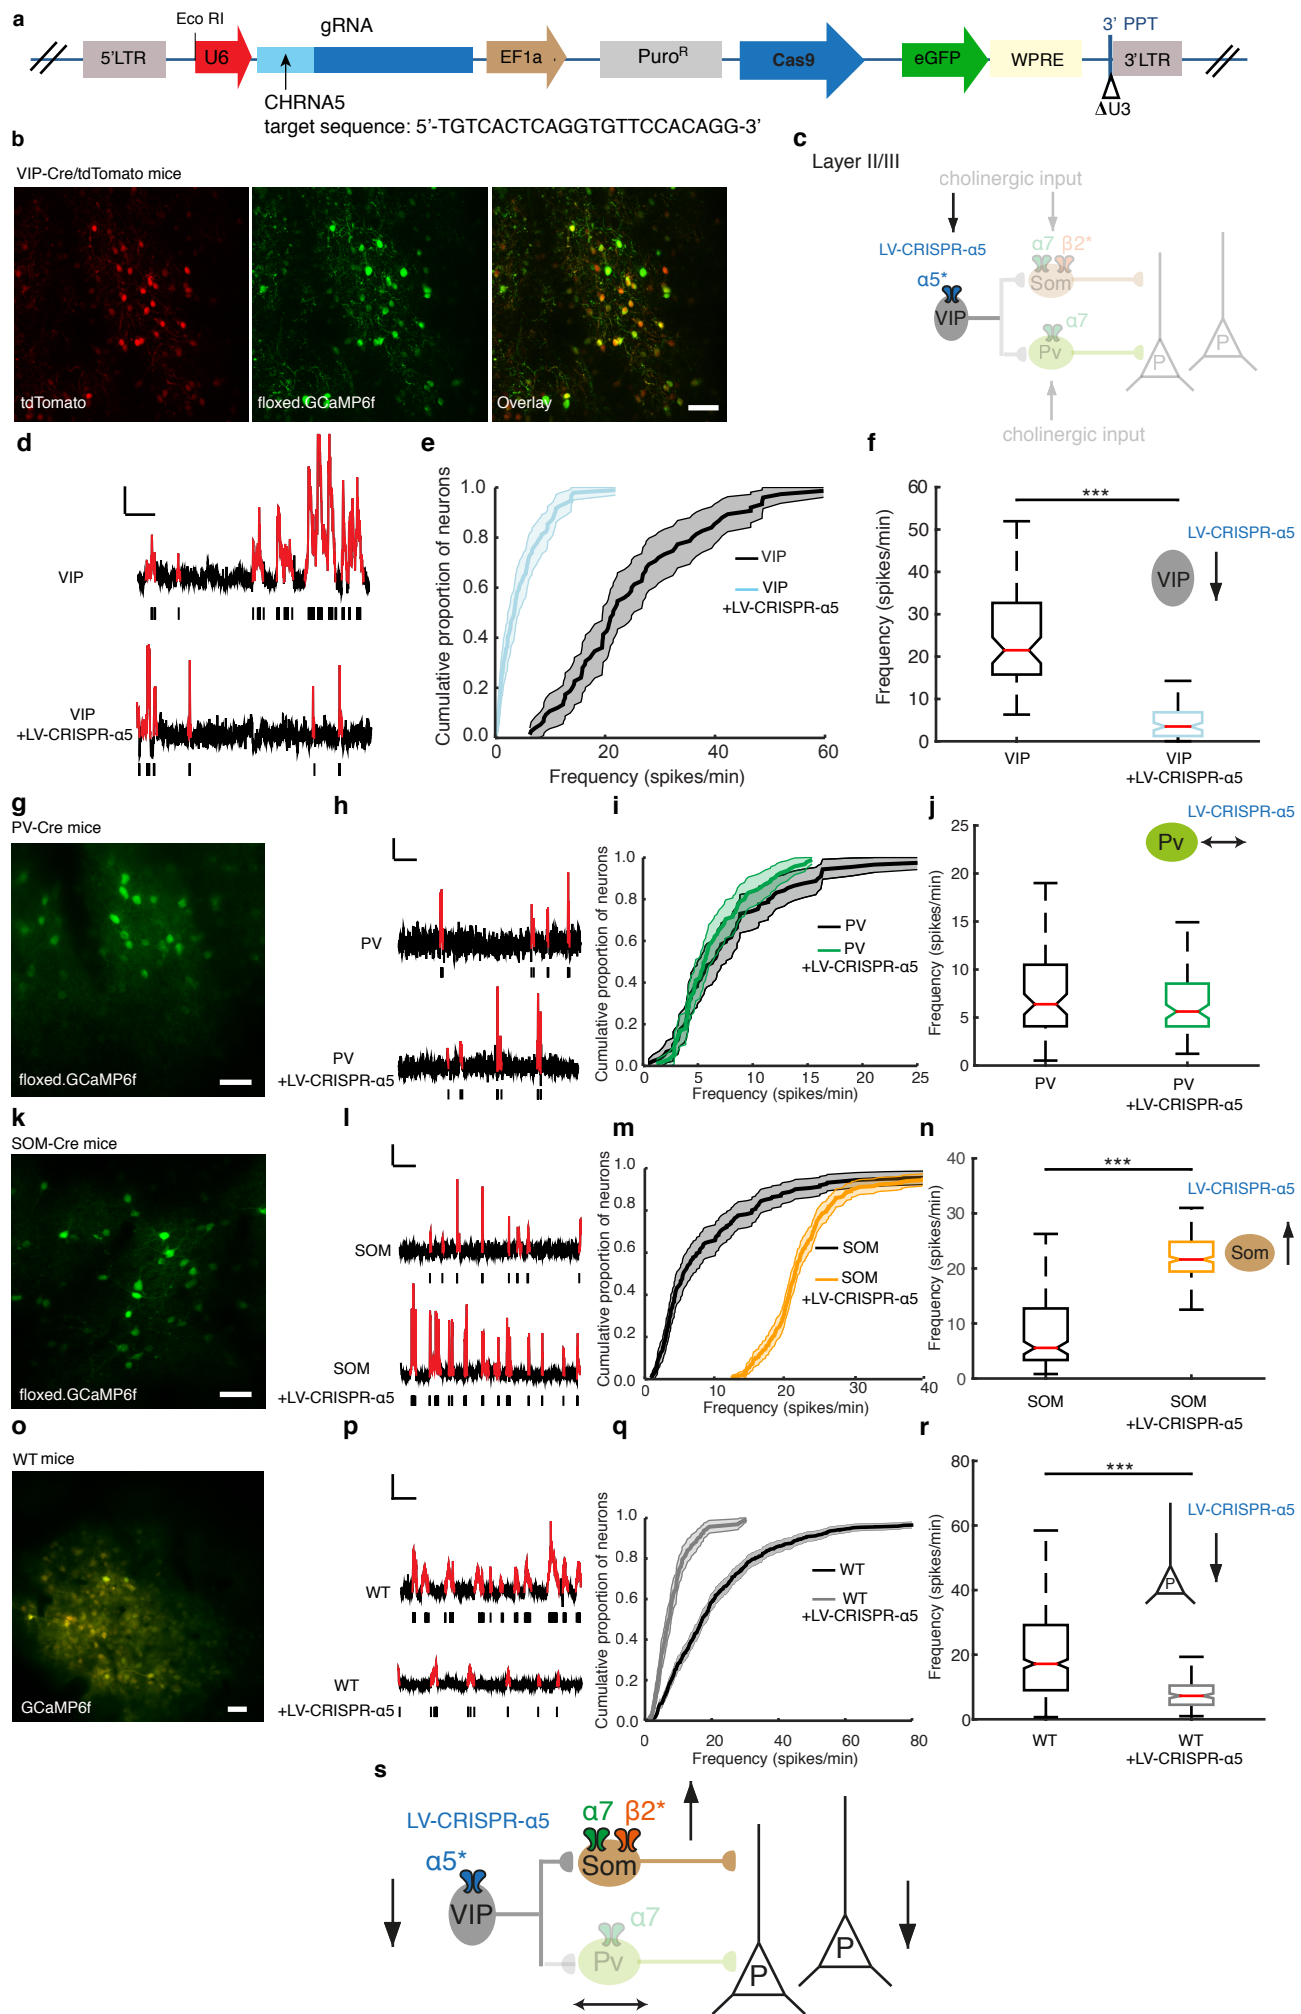 a
Eco RI
gRNA
3' PPT
5'LTR
U6
EF1a
Puro^R
Cas9
eGFP
WPRE
3'LTR
CHRNA5
ΔU3
target sequence: 5'-TGTCACTCAGGTGTTCCACAGG-3'
b
VIP-Cre/tdTomato mice
tdTomato
floxed.GCaMP6f
Overlay
c
Layer II/III
cholinergic input
LV-CRISPR-α5
α7
β2*
α5*
Som
VIP
α7
Pv
P
P
cholinergic input
d
VIP
VIP
+LV-CRISPR-α5
e
Cumulative proportion of neurons
1.0
0.8
0.6
0.4
0.2
0.0
VIP
VIP
+LV-CRISPR-α5
0
20
40
60
Frequency (spikes/min)
f
Frequency (spikes/min)
60
50
40
30
20
10
0
***
LV-CRISPR-α5
VIP
VIP
VIP
+LV-CRISPR-α5
g
PV-Cre mice
floxed.GCaMP6f
h
PV
PV
+LV-CRISPR-α5
i
Cumulative proportion of neurons
1.0
0.8
0.6
0.4
0.2
0.0
PV
PV
+LV-CRISPR-α5
0
5
10
15
20
25
Frequency (spikes/min)
j
LV-CRISPR-α5
Pv
Frequency (spikes/min)
25
20
15
10
5
0
PV
PV
+LV-CRISPR-α5
k
SOM-Cre mice
floxed.GCaMP6f
l
SOM
SOM
+LV-CRISPR-α5
m
Cumulative proportion of neurons
1.0
0.8
0.6
0.4
0.2
0.0
SOM
SOM
+LV-CRISPR-α5
0
10
20
30
40
Frequency (spikes/min)
n
Frequency (spikes/min)
40
30
20
10
0
***
LV-CRISPR-α5
Som
SOM
SOM
+LV-CRISPR-α5
o
WT mice
GCaMP6f
p
WT
WT
+LV-CRISPR-α5
q
Cumulative proportion of neurons
1.0
0.8
0.6
0.4
0.2
0.0
WT
WT
+LV-CRISPR-α5
0
20
40
60
80
Frequency (spikes/min)
r
Frequency (spikes/min)
80
60
40
20
0
***
LV-CRISPR-α5
P
WT
WT
+LV-CRISPR-α5
s
LV-CRISPR-α5
α7
β2*
α5*
Som
VIP
α7
Pv
P
P